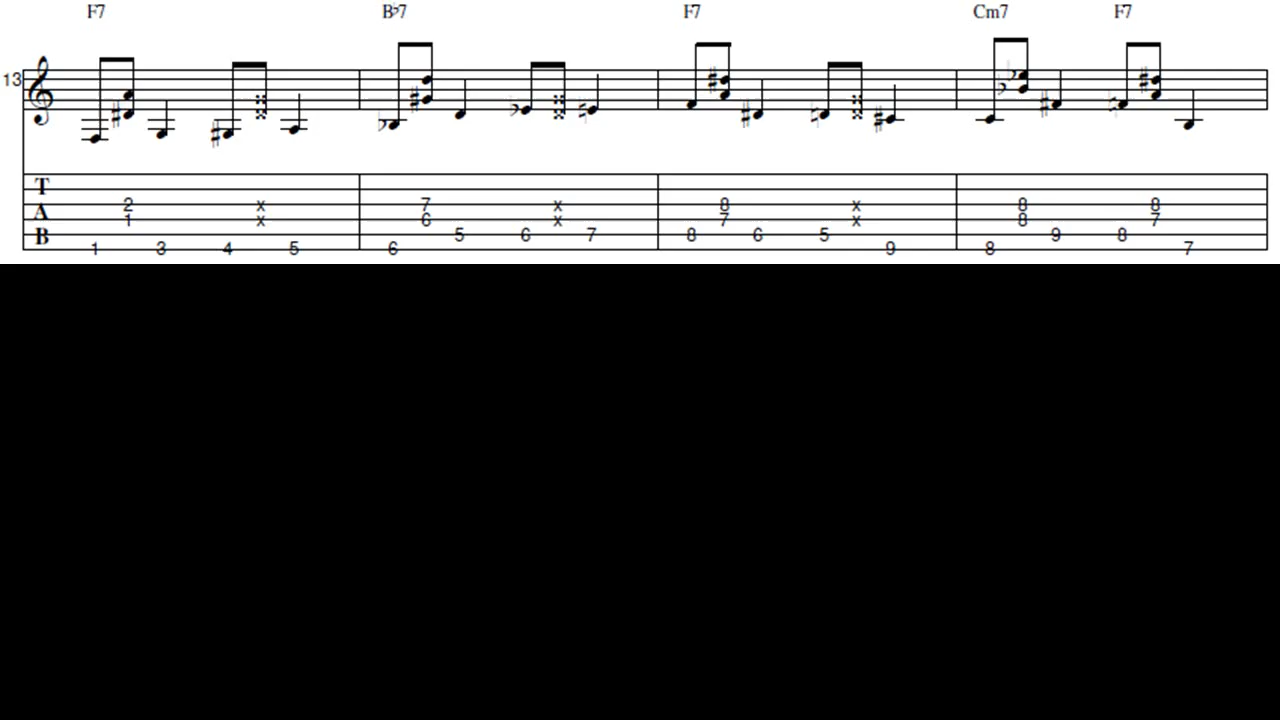 F7 B♭7 F7 Cm7 F7
13
T
2 x 7 x 8 x 8 8
A
1 x 6 x 7 x 8 7
B
5 6 7 8 6 5 9 8
1 3 4 5 6 9 8 7